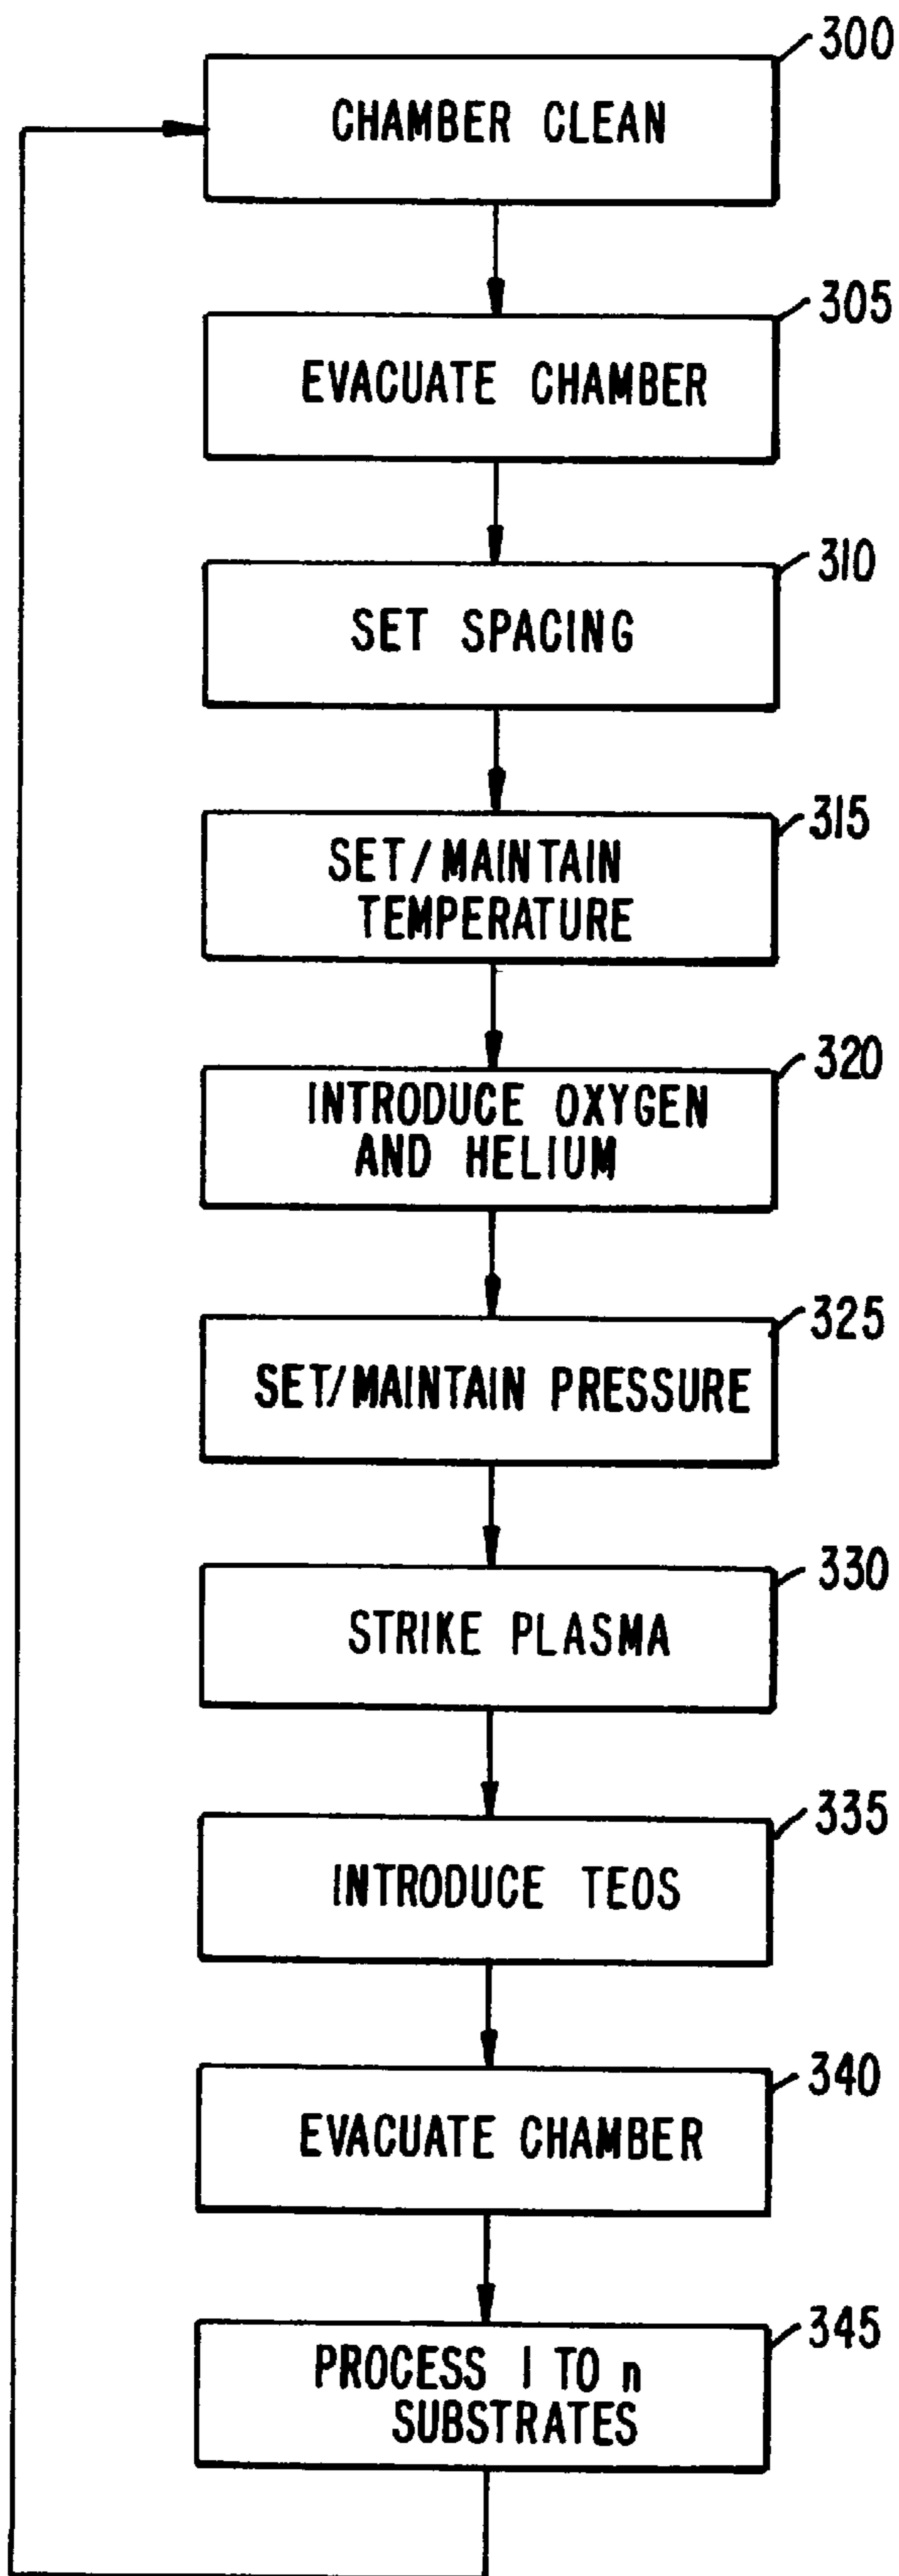 300
CHAMBER CLEAN
305
EVACUATE CHAMBER
310
SET SPACING
315
SET/MAINTAIN
TEMPERATURE
320
INTRODUCE OXYGEN
AND HELIUM
325
SET/MAINTAIN PRESSURE
330
STRIKE PLASMA
335
INTRODUCE TEOS
340
EVACUATE CHAMBER
345
PROCESS 1 TO n
SUBSTRATES